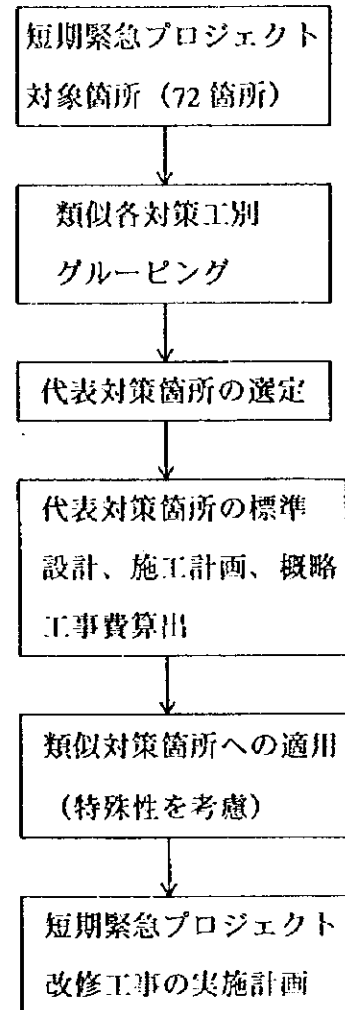 短期緊急プロジェクト
対象箇所（72箇所）
類似各対策工別
グルーピング
代表対策箇所の選定
代表対策箇所の標準
設計、施工計画、概略
工事費算出
類似対策箇所への適用
（特殊性を考慮）
短期緊急プロジェクト
改修工事の実施計画